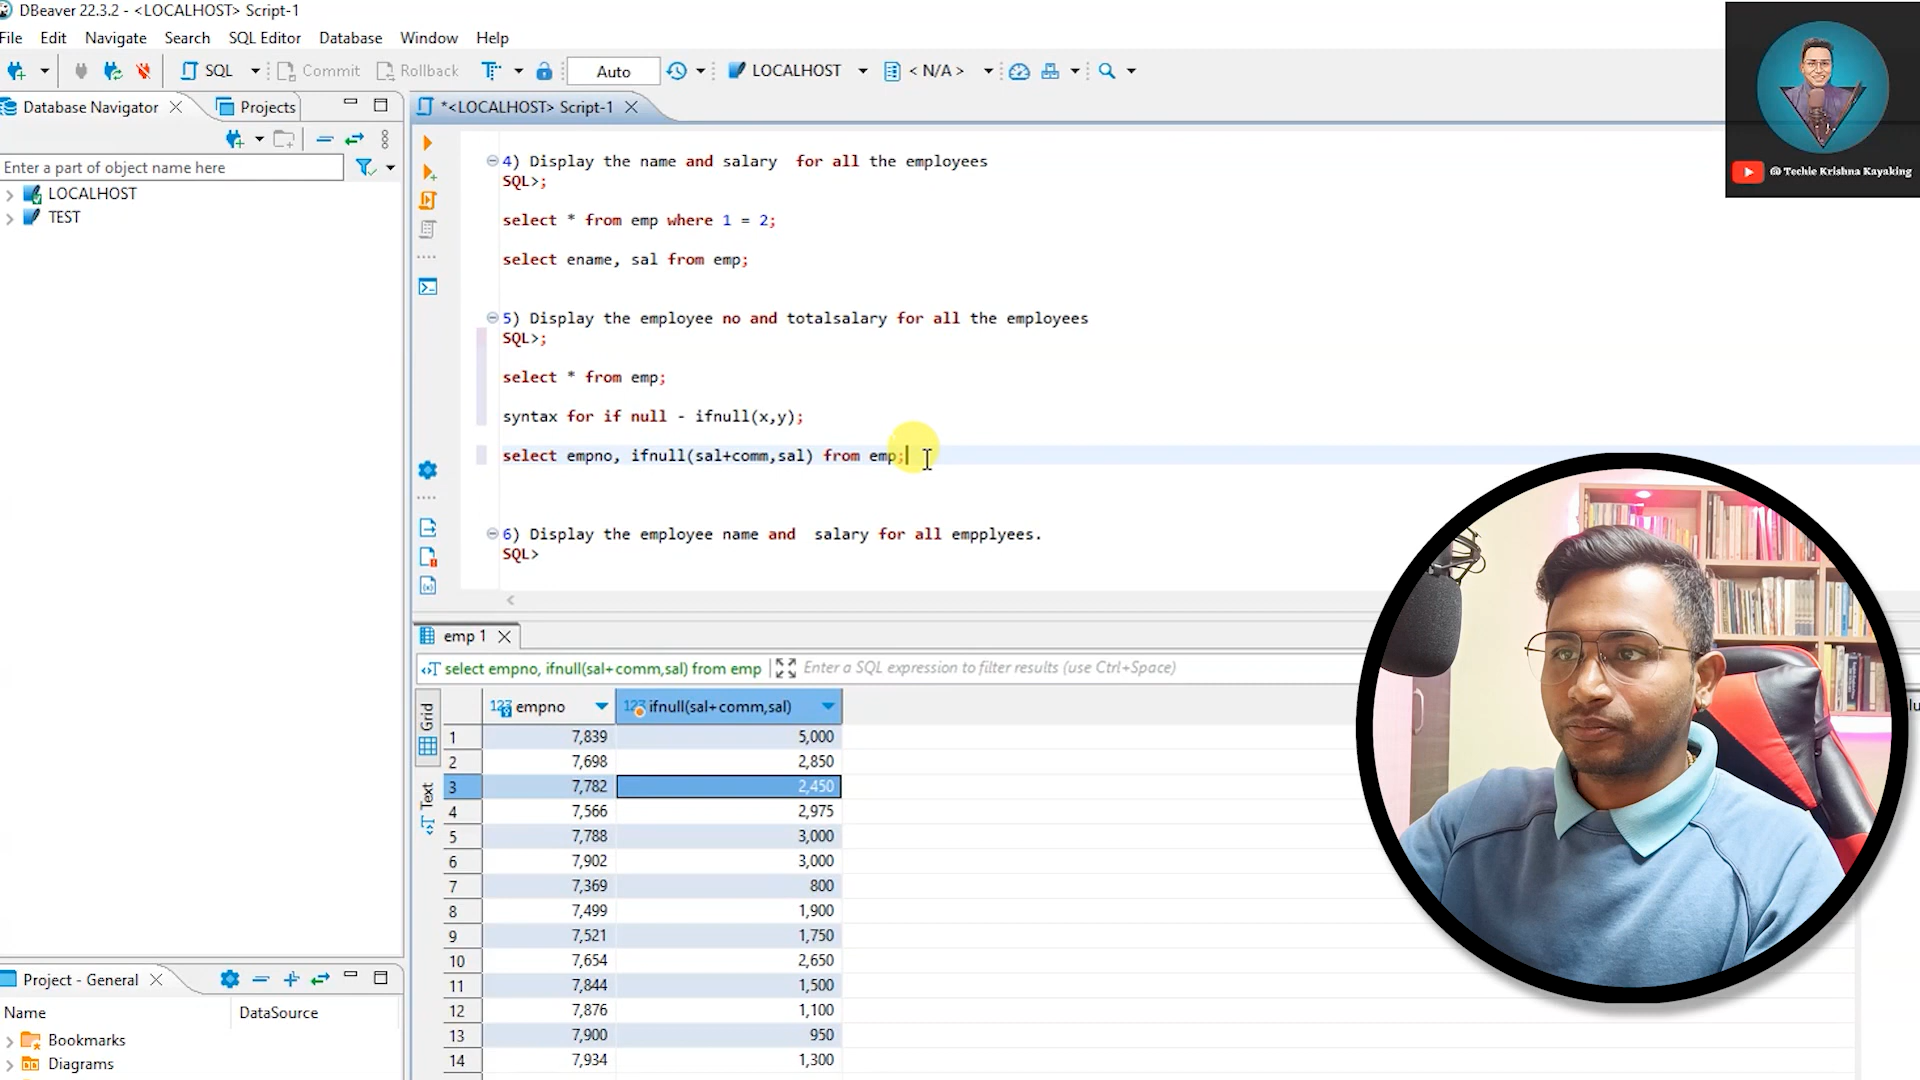 DBeaver 22.3.2 - <LOCALHOST> Script-1
File Edit Navigate Search SQL Editor Database Window Help
SQL Commit Rollback Auto LOCALHOST < N/A >
@ Techie Krishna Kayaking
Database Navigator Projects
*<LOCALHOST> Script-1
Enter a part of object name here
LOCALHOST
TEST
4) Display the name and salary  for all the employees
SQL>;
select * from emp where 1 = 2;
select ename, sal from emp;
5) Display the employee no and totalsalary for all the employees
SQL>;
select * from emp;
syntax for if null - ifnull(x,y);
select empno, ifnull(sal+comm,sal) from emp;
6) Display the employee name and  salary for all empplyees.
SQL>
emp 1
select empno, ifnull(sal+comm,sal) from emp Enter a SQL expression to filter results (use Ctrl+Space)
Grid
Text
123 empno 123 ifnull(sal+comm,sal)
1 7,839 5,000
2 7,698 2,850
3 7,782 2,450
4 7,566 2,975
5 7,788 3,000
6 7,902 3,000
7 7,369 800
8 7,499 1,900
9 7,521 1,750
10 7,654 2,650
11 7,844 1,500
12 7,876 1,100
13 7,900 950
14 7,934 1,300
Project - General
Name DataSource
Bookmarks
Diagrams